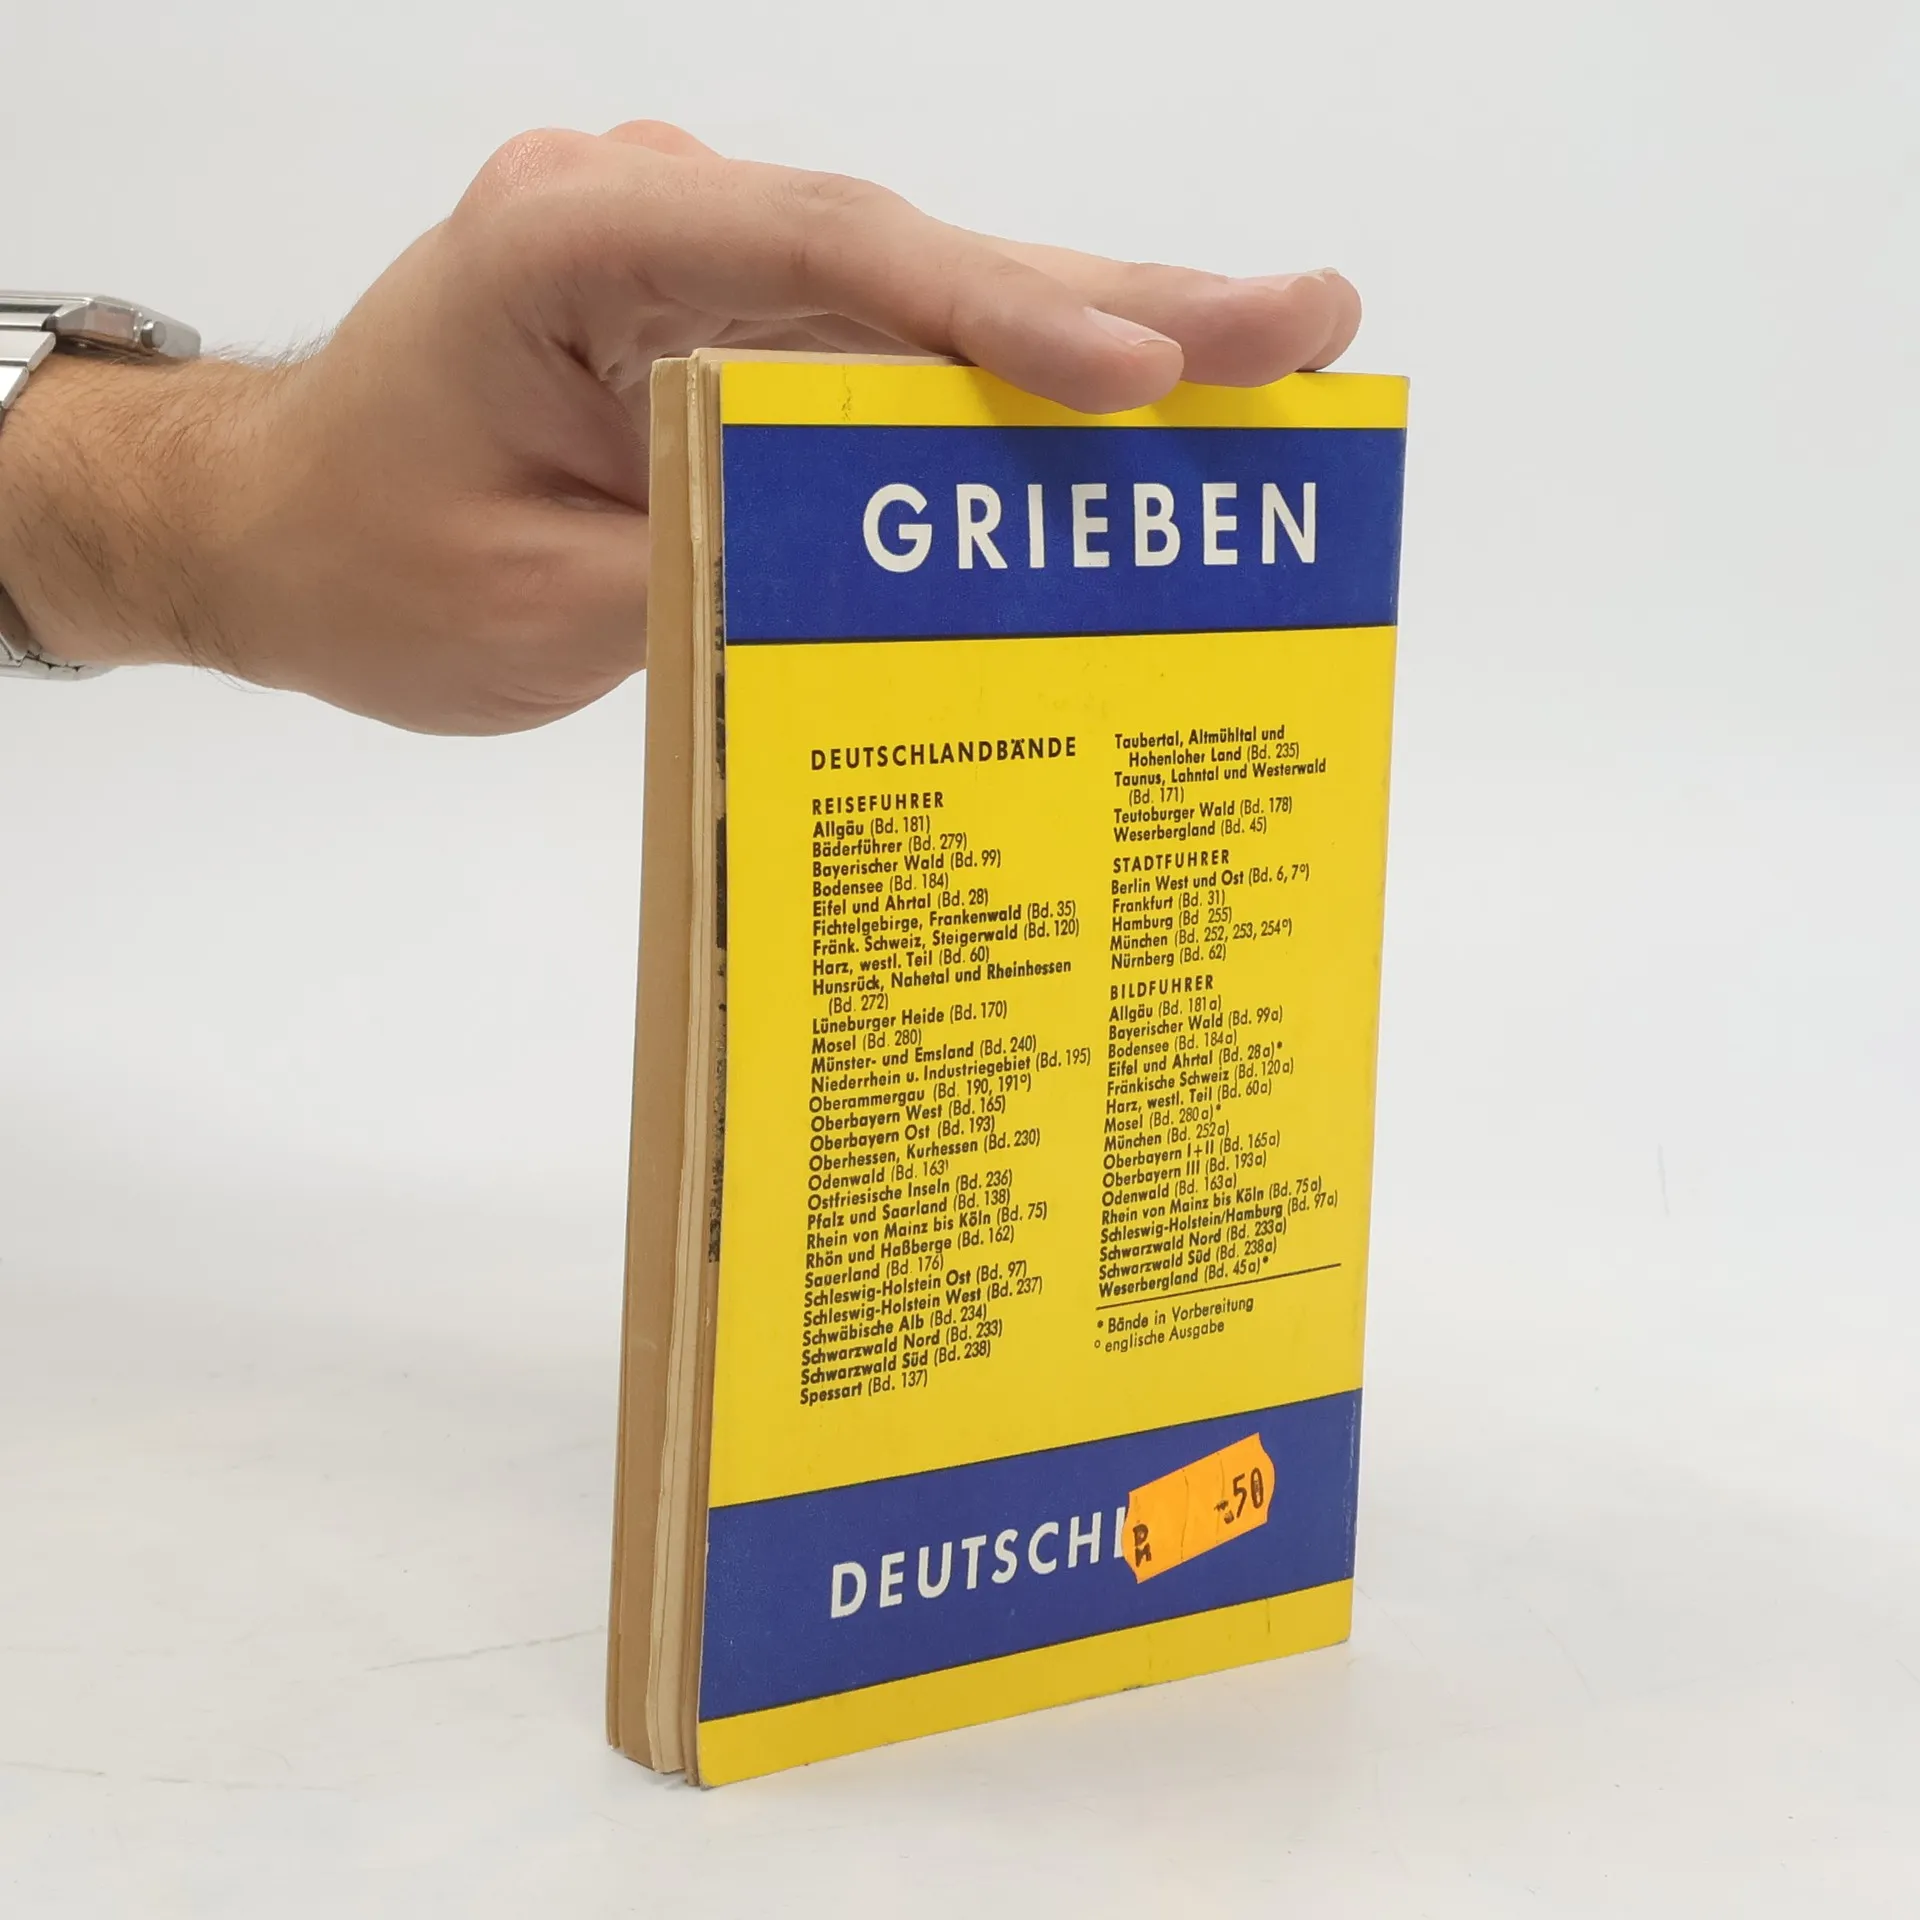 GRIEBEN
DEUTSCHLANDBÄNDE
REISEFUHRER
Allgäu (Bd. 181)
Bäderführer (Bd. 279)
Bayerischer Wald (Bd. 99)
Bodensee (Bd. 184)
Eifel und Ahrtal (Bd. 28)
Fichtelgebirge, Frankenwald (Bd. 35)
Fränk. Schweiz, Steigerwald (Bd. 120)
Harz, westl. Teil (Bd. 60)
Hunsrück, Nahetal und Rheinhessen
(Bd. 272)
Lüneburger Heide (Bd. 170)
Mosel (Bd. 280)
Münster- und Emsland (Bd. 240)
Niederrhein u. Industriegebiet (Bd. 195)
Oberammergau (Bd. 190, 191°)
Oberbayern West (Bd. 165)
Oberbayern Ost (Bd. 193)
Oberhessen, Kurhessen (Bd. 230)
Odenwald (Bd. 163)
Ostfriesische Inseln (Bd. 236)
Pfalz und Saarland (Bd. 138)
Rhein von Mainz bis Köln (Bd. 75)
Rhön und Haßberge (Bd. 162)
Sauerland (Bd. 176)
Schleswig-Holstein Ost (Bd. 97)
Schleswig-Holstein West (Bd. 237)
Schwäbische Alb (Bd. 234)
Schwarzwald Nord (Bd. 233)
Schwarzwald Süd (Bd. 238)
Spessart (Bd. 137)
Taubertal, Altmühltal und
Hohenloher Land (Bd. 235)
Taunus, Lahntal und Westerwald
(Bd. 171)
Teutoburger Wald (Bd. 178)
Weserbergland (Bd. 45)
STADTFUHRER
Berlin West und Ost (Bd. 6, 7°)
Frankfurt (Bd. 31)
Hamburg (Bd 255)
München (Bd. 252, 253, 254°)
Nürnberg (Bd. 62)
BILDFUHRER
Allgäu (Bd. 181a)
Bayerischer Wald (Bd. 99a)
Bodensee (Bd. 184a)
Eifel und Ahrtal (Bd. 28a)*
Fränkische Schweiz (Bd. 120a)
Harz, westl. Teil (Bd. 60a)
Mosel (Bd. 280a)*
München (Bd. 252a)
Oberbayern I+II (Bd. 165a)
Oberbayern III (Bd. 193a)
Odenwald (Bd. 163a)
Rhein von Mainz bis Köln (Bd. 75a)
Schleswig-Holstein/Hamburg (Bd. 97a)
Schwarzwald Nord (Bd. 233a)
Schwarzwald Süd (Bd. 238a)
Weserbergland (Bd. 45a)*
* Bände in Vorbereitung
° englische Ausgabe
DEUTSCHL
DM 50